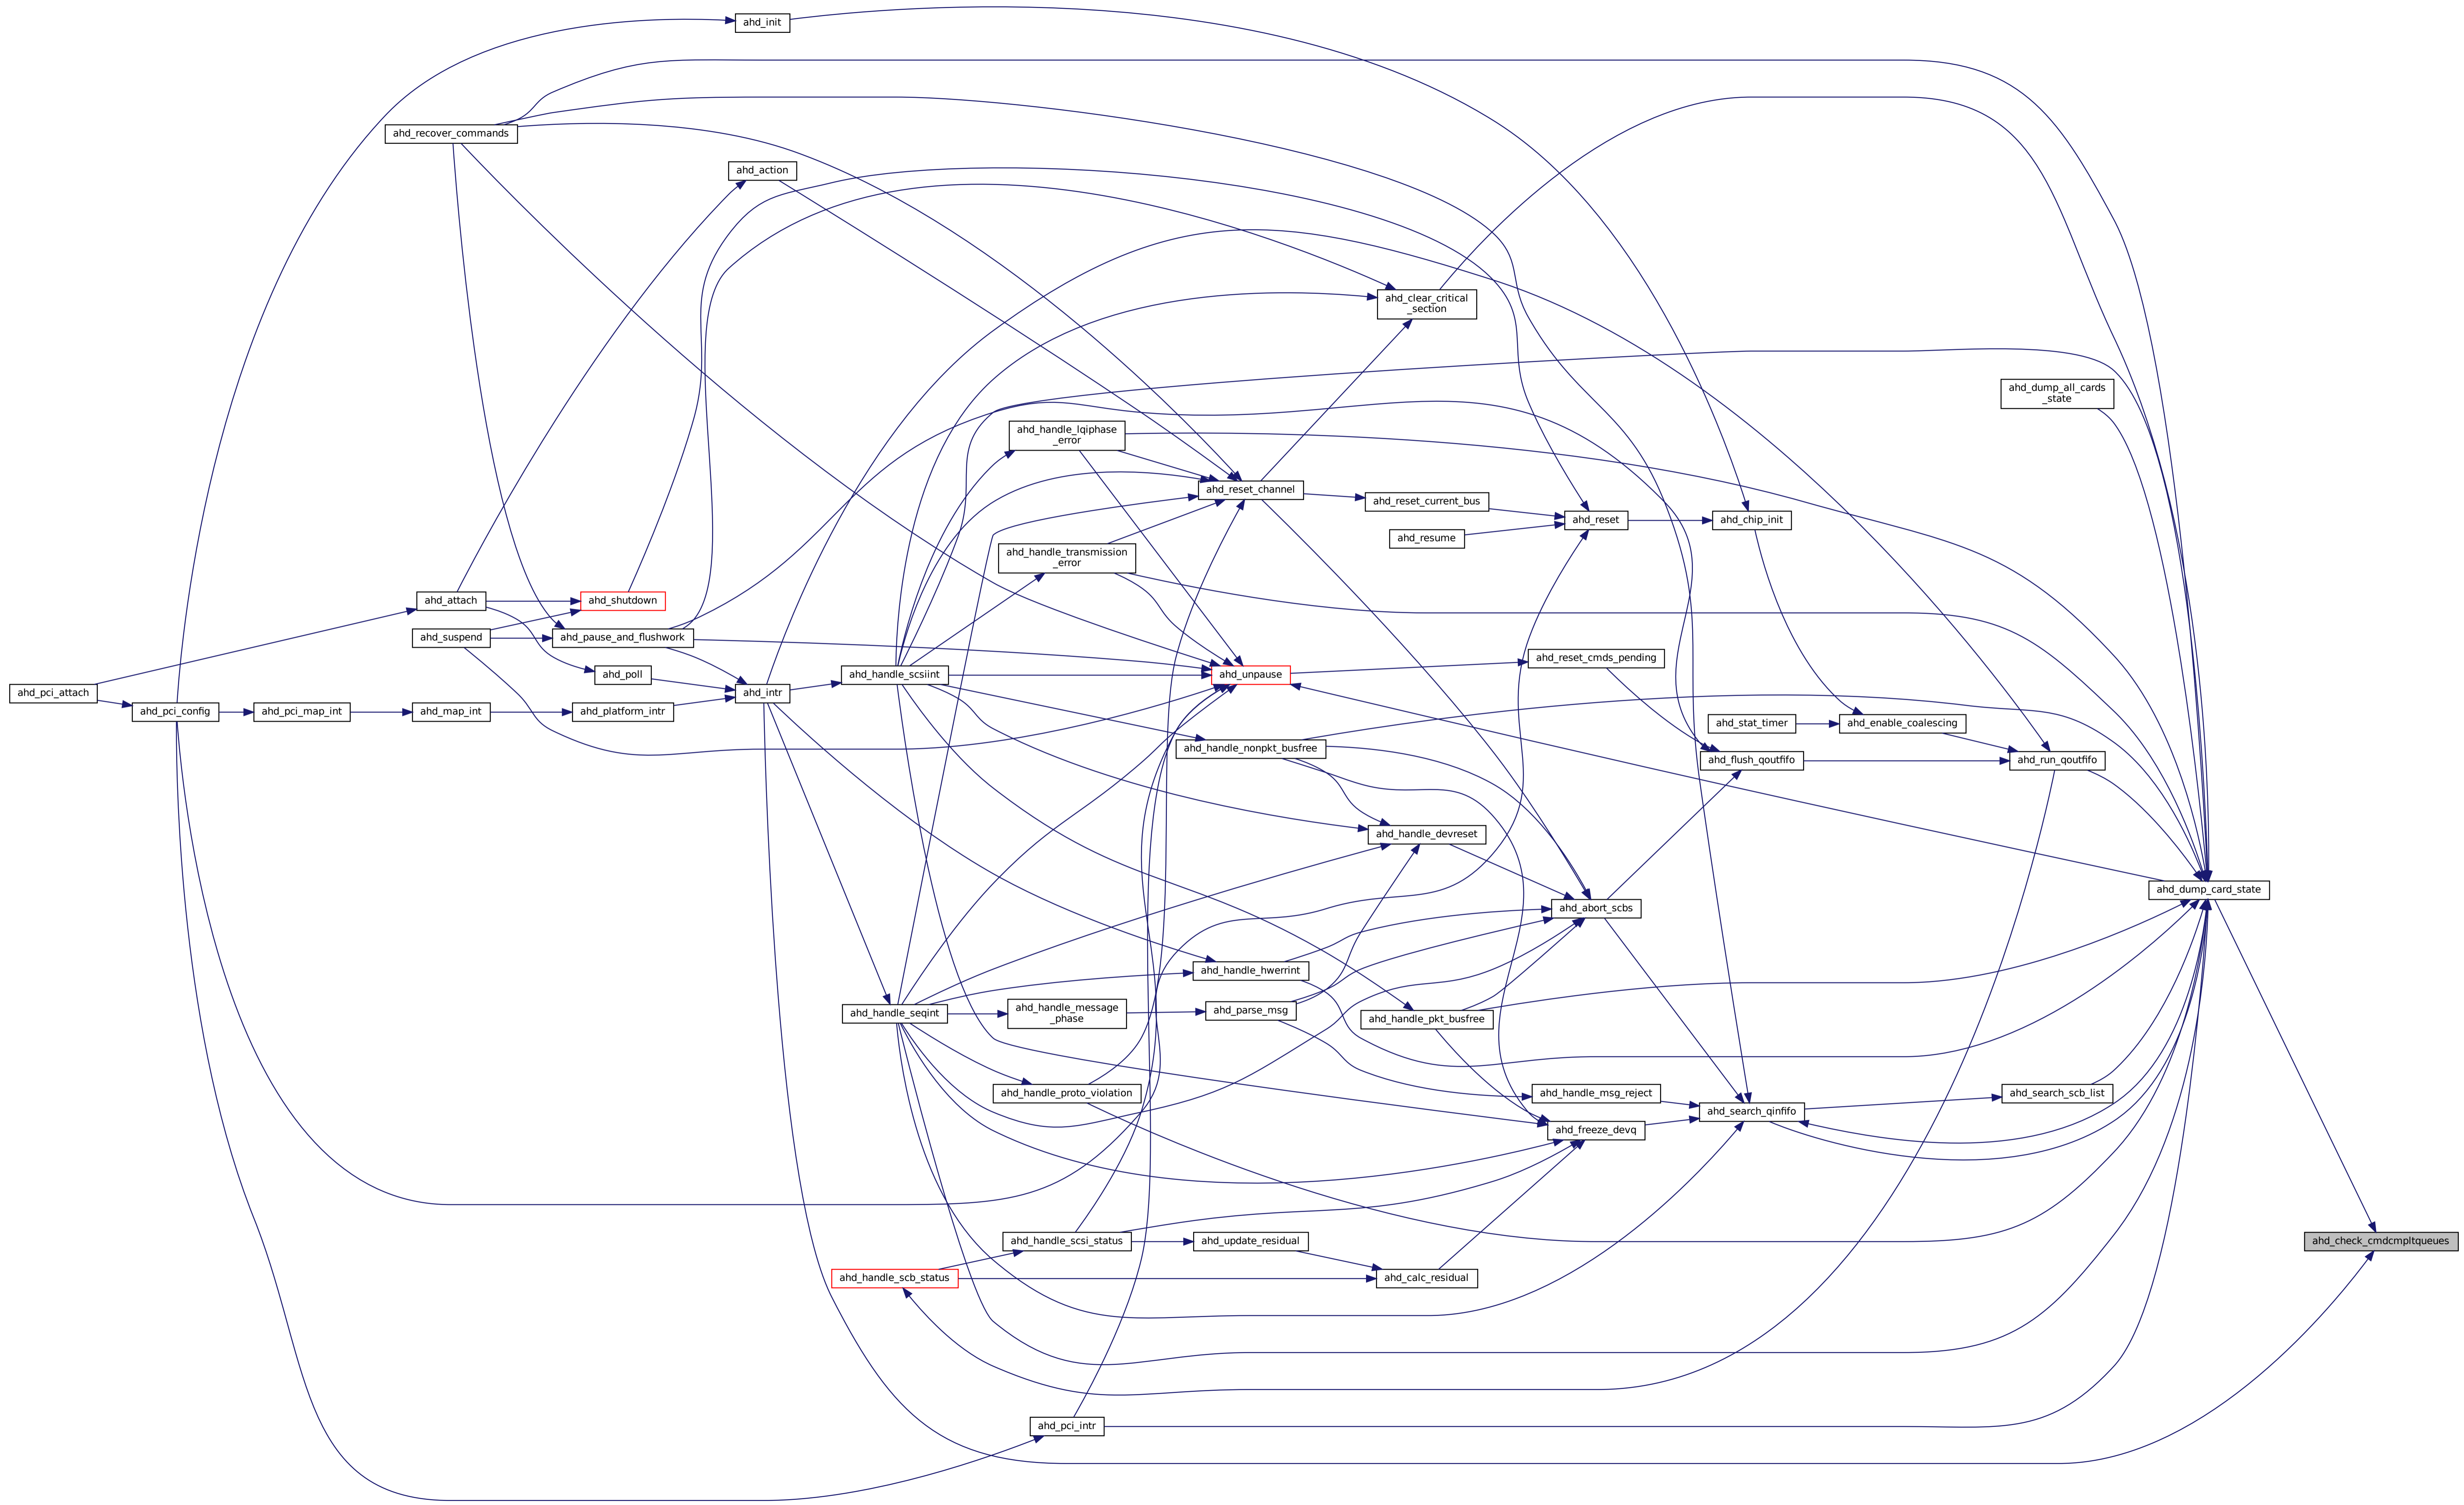 ahd_init
ahd_recover_commands
ahd_action
ahd_clear_critical
_section
ahd_dump_all_cards
_state
ahd_handle_lqiphase
_error
ahd_reset_channel
ahd_reset_current_bus
ahd_reset
ahd_chip_init
ahd_resume
ahd_handle_transmission
_error
ahd_attach
ahd_shutdown
ahd_suspend
ahd_pause_and_flushwork
ahd_reset_cmds_pending
ahd_poll
ahd_handle_scsiint
ahd_unpause
ahd_pci_attach
ahd_intr
ahd_pci_config
ahd_pci_map_int
ahd_map_int
ahd_platform_intr
ahd_stat_timer
ahd_enable_coalescing
ahd_handle_nonpkt_busfree
ahd_flush_qoutfifo
ahd_run_qoutfifo
ahd_handle_devreset
ahd_dump_card_state
ahd_abort_scbs
ahd_handle_hwerrint
ahd_handle_seqint
ahd_handle_message
_phase
ahd_parse_msg
ahd_handle_pkt_busfree
ahd_handle_proto_violation
ahd_handle_msg_reject
ahd_search_scb_list
ahd_search_qinfifo
ahd_freeze_devq
ahd_handle_scsi_status
ahd_update_residual
ahd_check_cmdcmpltqueues
ahd_handle_scb_status
ahd_calc_residual
ahd_pci_intr